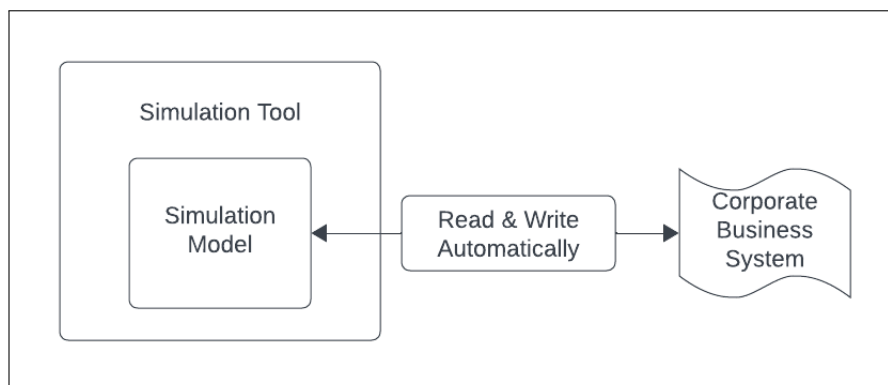 Simulation Tool
Simulation
Model
Read & Write
Automatically
Corporate
Business
System